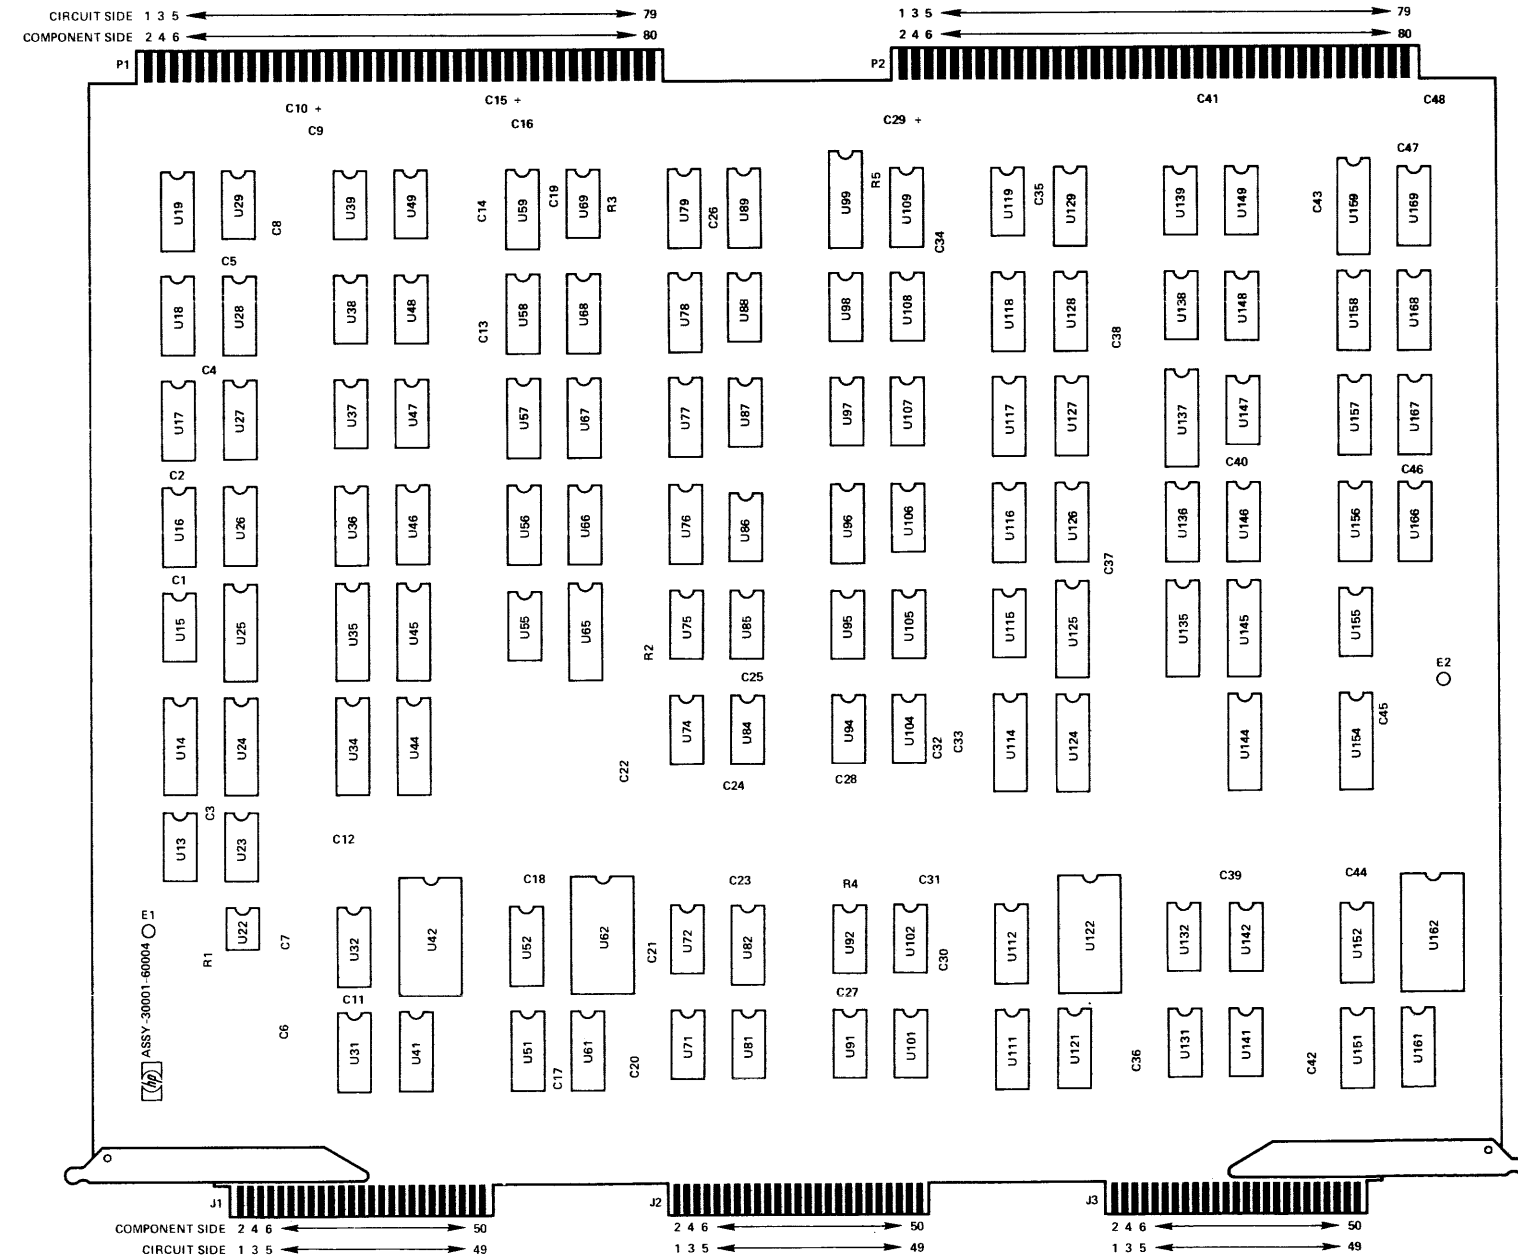 CIRCUIT SIDE 1 3 5 79
1 3 5 79
COMPONENT SIDE 2 4 6 80
2 4 6 80
P1
P2
C10 +
C15 +
C41
C48
C9
C16
C29 +
C47
U19
U29
C8
U39
U49
C14
U59
C19
U69
R3
U79
C26
U89
U99
R5
U109
C34
U119
C35
U129
U139
U149
C43
U159
U169
C5
U18
U28
U38
U48
C13
U58
U68
U78
U88
U98
U108
U118
U128
C38
U138
U148
U158
U168
C4
U17
U27
U37
U47
U57
U67
U77
U87
U97
U107
U117
U127
U137
U147
U157
U167
C2
C40
C46
U16
U26
U36
U46
U56
U66
U76
U86
U96
U106
U116
U126
C37
U136
U146
U156
U166
C1
U15
U25
U35
U45
U55
U65
R2
U75
U85
U95
U105
U115
U125
U135
U145
U155
E2
C25
U14
U24
U34
U44
C22
U74
U84
U94
U104
C32
C33
U114
U124
U144
U154
C45
C24
C28
C3
U13
U23
C12
C18
C23
R4
C31
C39
C44
E1
U22
C7
R1
U32
U42
U52
U62
C21
U72
U82
U92
U102
C30
U112
U122
U132
U142
U152
U162
C11
C27
ASSY-30001-60004
hp
C6
U31
U41
U51
C17
U61
C20
U71
U81
U91
U101
U111
U121
C36
U131
U141
C42
U151
U161
J1
J2
J3
COMPONENT SIDE 2 4 6 50
2 4 6 50
2 4 6 50
CIRCUIT SIDE 1 3 5 49
1 3 5 49
1 3 5 49